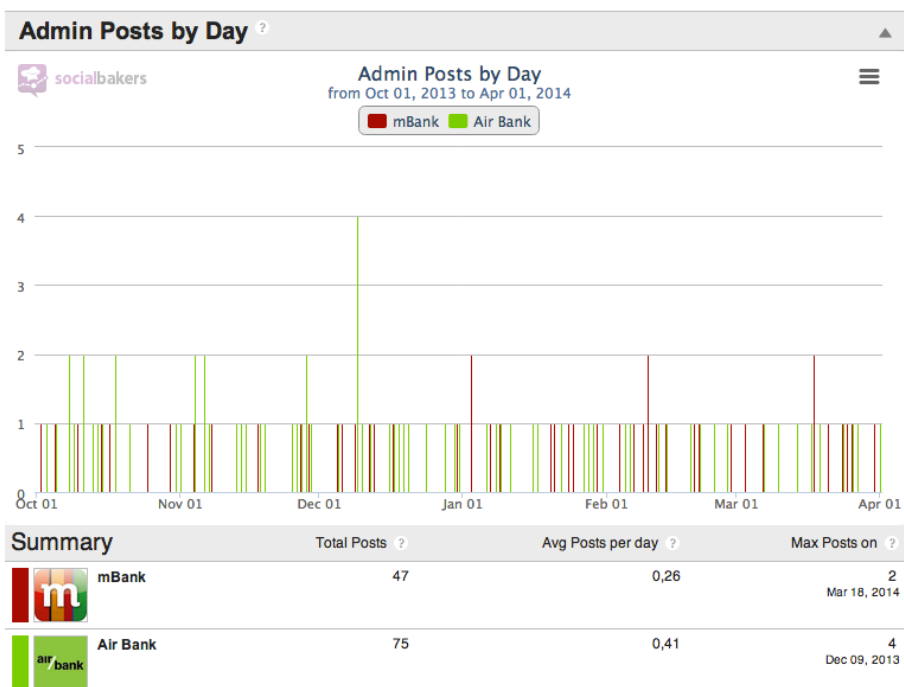 Admin Posts by Day ?
socialbakers
Admin Posts by Day
from Oct 01, 2013 to Apr 01, 2014
mBank Air Bank
5
4
3
2
1
0
Oct 01 Nov 01 Dec 01 Jan 01 Feb 01 Mar 01 Apr 01
Summary Total Posts ? Avg Posts per day ? Max Posts on ?
m mBank 47 0,26 2
Mar 18, 2014
air bank Air Bank 75 0,41 4
Dec 09, 2013